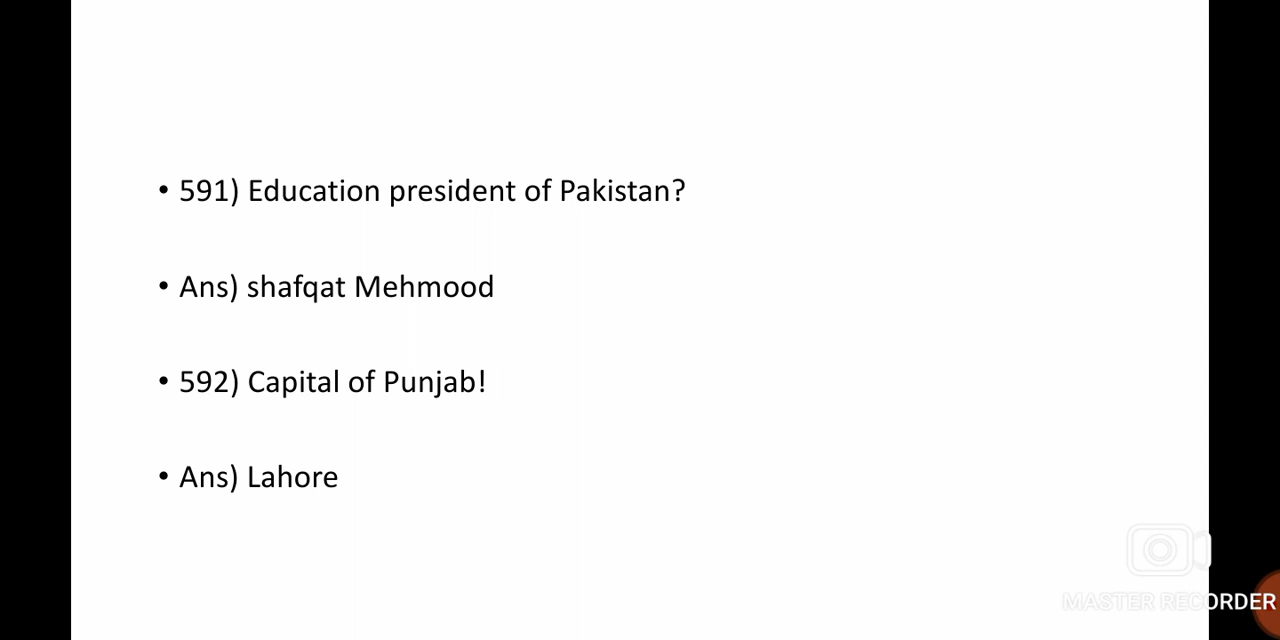 • 591) Education president of Pakistan?
• Ans) shafqat Mehmood
• 592) Capital of Punjab!
• Ans) Lahore
MASTER RECORDER